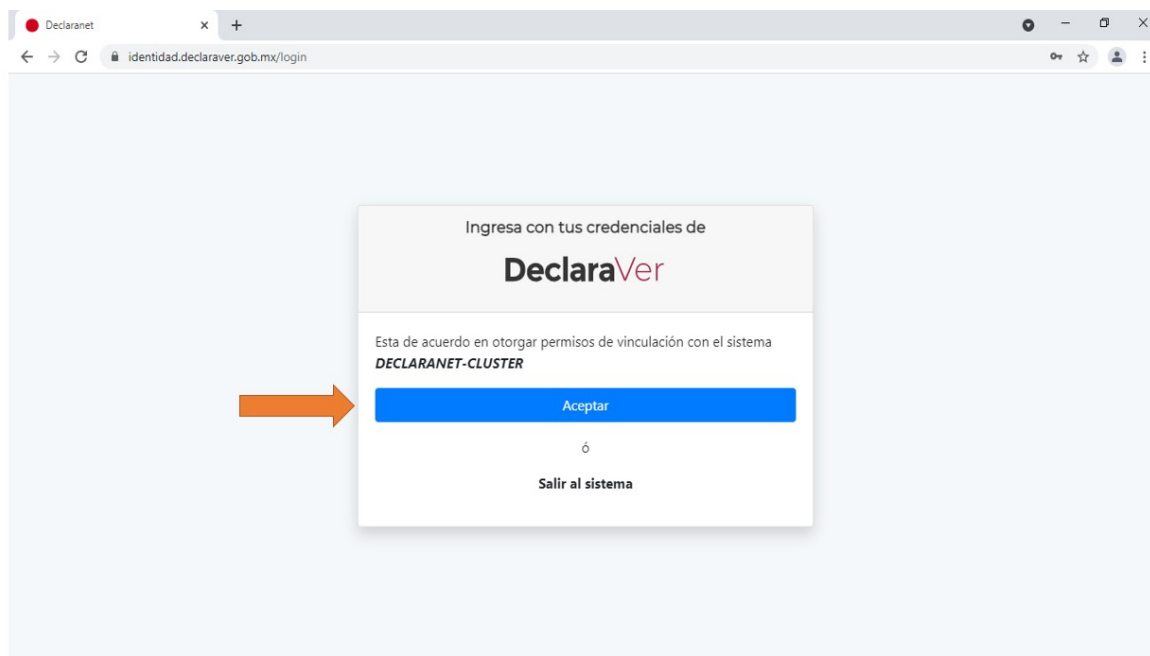 Declaranet
identidad.declaraver.gob.mx/login
Ingresa con tus credenciales de
DeclaraVer
Esta de acuerdo en otorgar permisos de vinculación con el sistema
DECLARANET-CLUSTER
Aceptar
ó
Salir al sistema